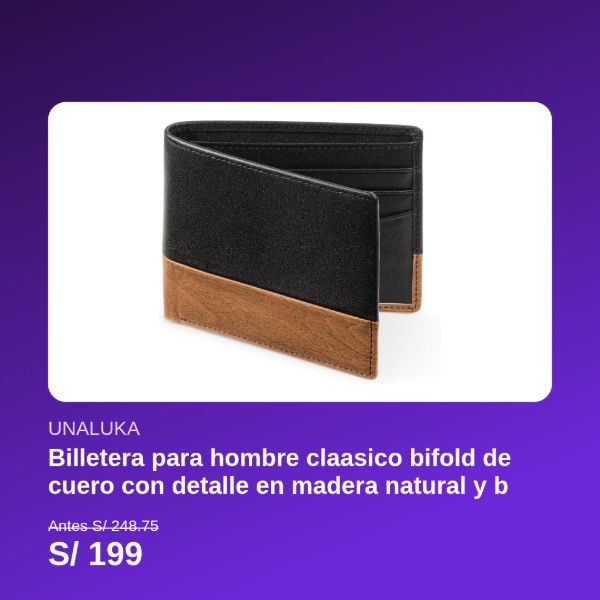 UNALUKA
Billetera para hombre claasico bifold de
cuero con detalle en madera natural y b
Antes S/ 248.75
S/ 199